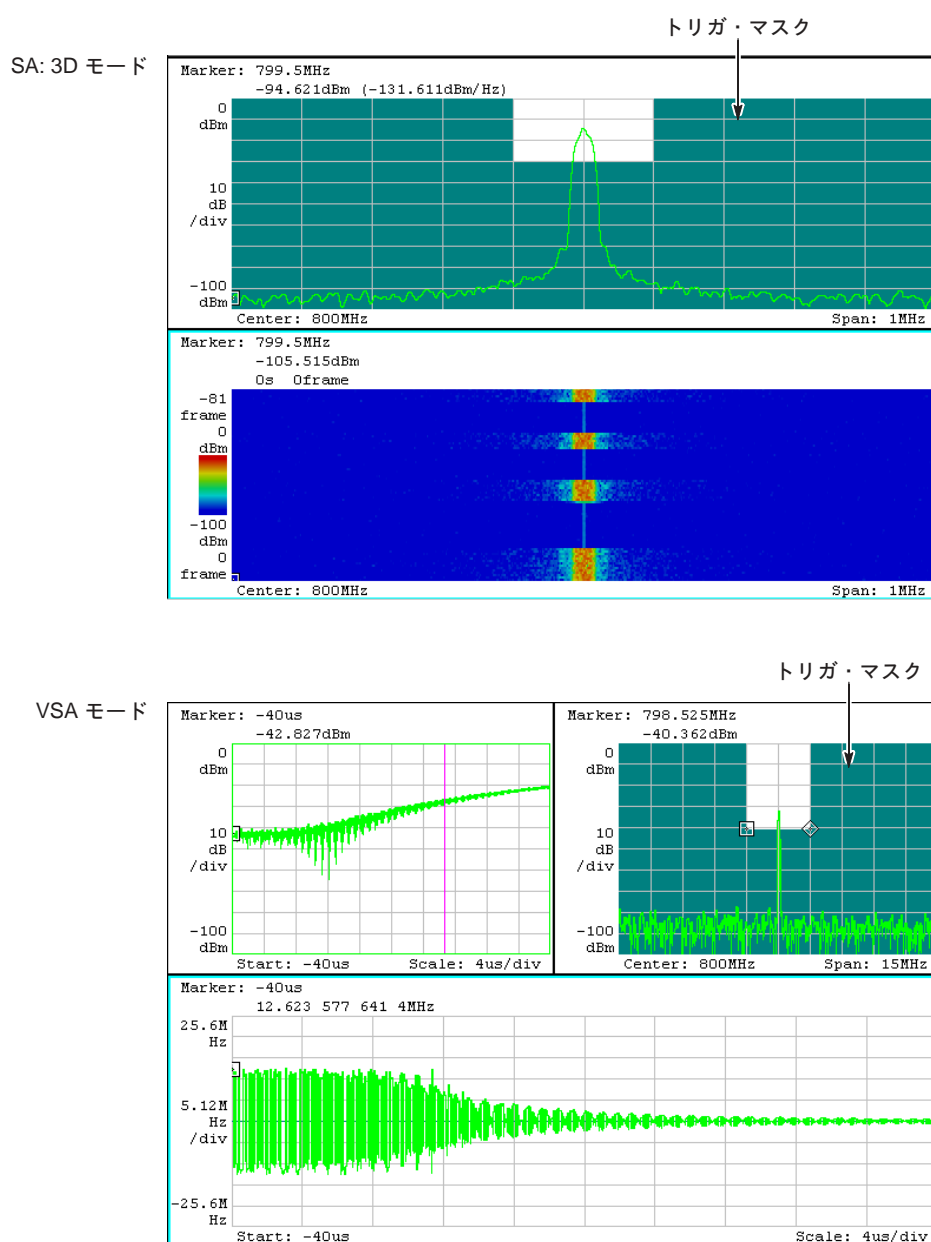 トリガ・マスク
SA: 3D モード
Marker: 799.5MHz
-94.621dBm (-131.611dBm/Hz)
0
dBm
10
dB
/div
-100
dBm
Center: 800MHz
Span: 1MHz
Marker: 799.5MHz
-105.515dBm
0s 0frame
-81
frame
0
dBm
-100
dBm
0
frame
Center: 800MHz
Span: 1MHz
トリガ・マスク
VSA モード
Marker: -40us
-42.827dBm
0
dBm
10
dB
/div
-100
dBm
Start: -40us
Scale: 4us/div
Marker: 798.525MHz
-40.362dBm
0
dBm
10
dB
/div
-100
dBm
Center: 800MHz
Span: 15MHz
Marker: -40us
12.623 577 641 4MHz
25.6M
Hz
5.12M
Hz
/div
-25.6M
Hz
Start: -40us
Scale: 4us/div